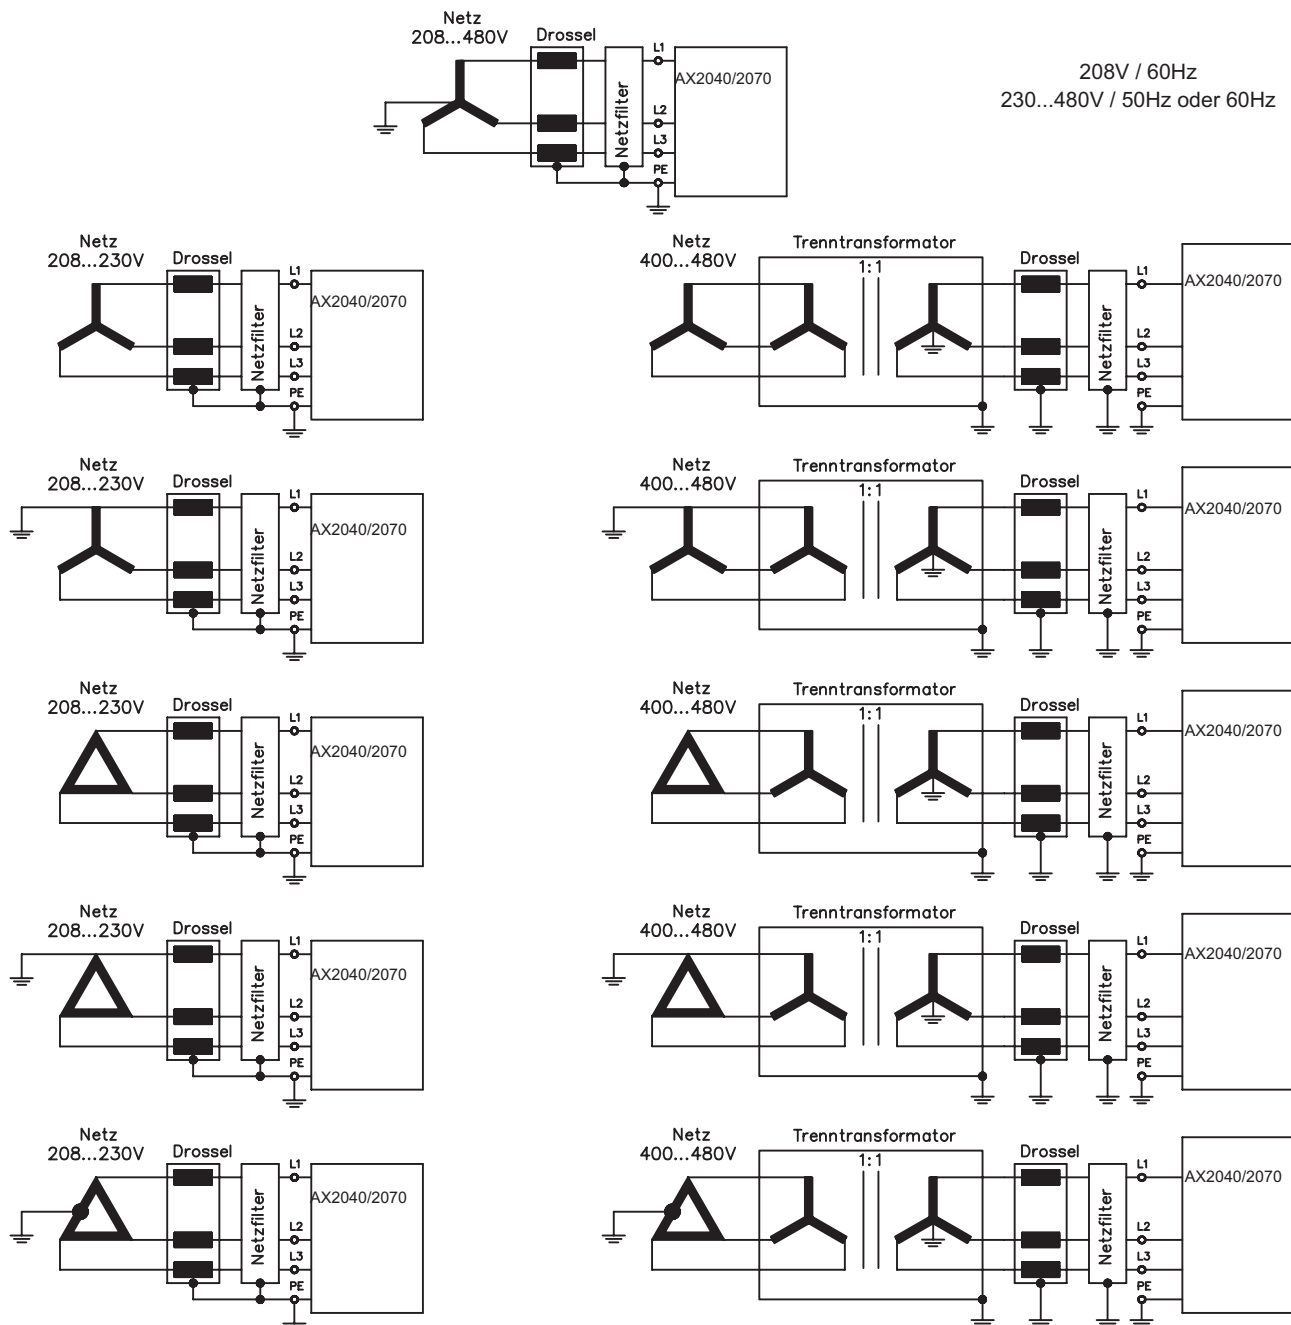 Netz
208...480V
Drossel
Netzfilter
L1
L2
L3
PE
AX2040/2070
208V / 60Hz
230...480V / 50Hz oder 60Hz
Netz
208...230V
Drossel
Netzfilter
L1
L2
L3
PE
AX2040/2070
Netz
400...480V
Trenntransformator
1:1
Drossel
Netzfilter
L1
L2
L3
PE
AX2040/2070
Netz
208...230V
Drossel
Netzfilter
L1
L2
L3
PE
AX2040/2070
Netz
400...480V
Trenntransformator
1:1
Drossel
Netzfilter
L1
L2
L3
PE
AX2040/2070
Netz
208...230V
Drossel
Netzfilter
L1
L2
L3
PE
AX2040/2070
Netz
400...480V
Trenntransformator
1:1
Drossel
Netzfilter
L1
L2
L3
PE
AX2040/2070
Netz
208...230V
Drossel
Netzfilter
L1
L2
L3
PE
AX2040/2070
Netz
400...480V
Trenntransformator
1:1
Drossel
Netzfilter
L1
L2
L3
PE
AX2040/2070
Netz
208...230V
Drossel
Netzfilter
L1
L2
L3
PE
AX2040/2070
Netz
400...480V
Trenntransformator
1:1
Drossel
Netzfilter
L1
L2
L3
PE
AX2040/2070